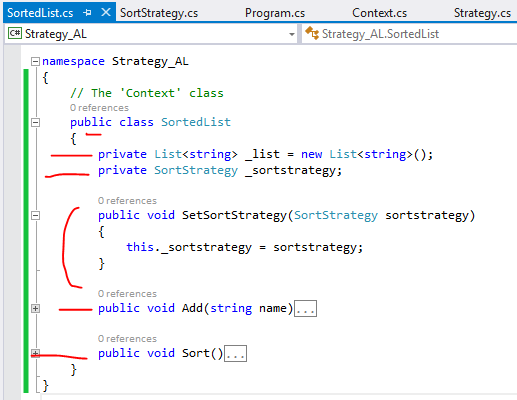 SortedList.cs SortStrategy.cs Program.cs Context.cs Strategy.cs
C# Strategy_AL Strategy_AL.SortedList
namespace Strategy_AL
{
// The 'Context' class
0 references
public class SortedList
{
private List<string> _list = new List<string>();
private SortStrategy _sortstrategy;
0 references
public void SetSortStrategy(SortStrategy sortstrategy)
{
this._sortstrategy = sortstrategy;
}
0 references
public void Add(string name)...
0 references
public void Sort()...
}
}